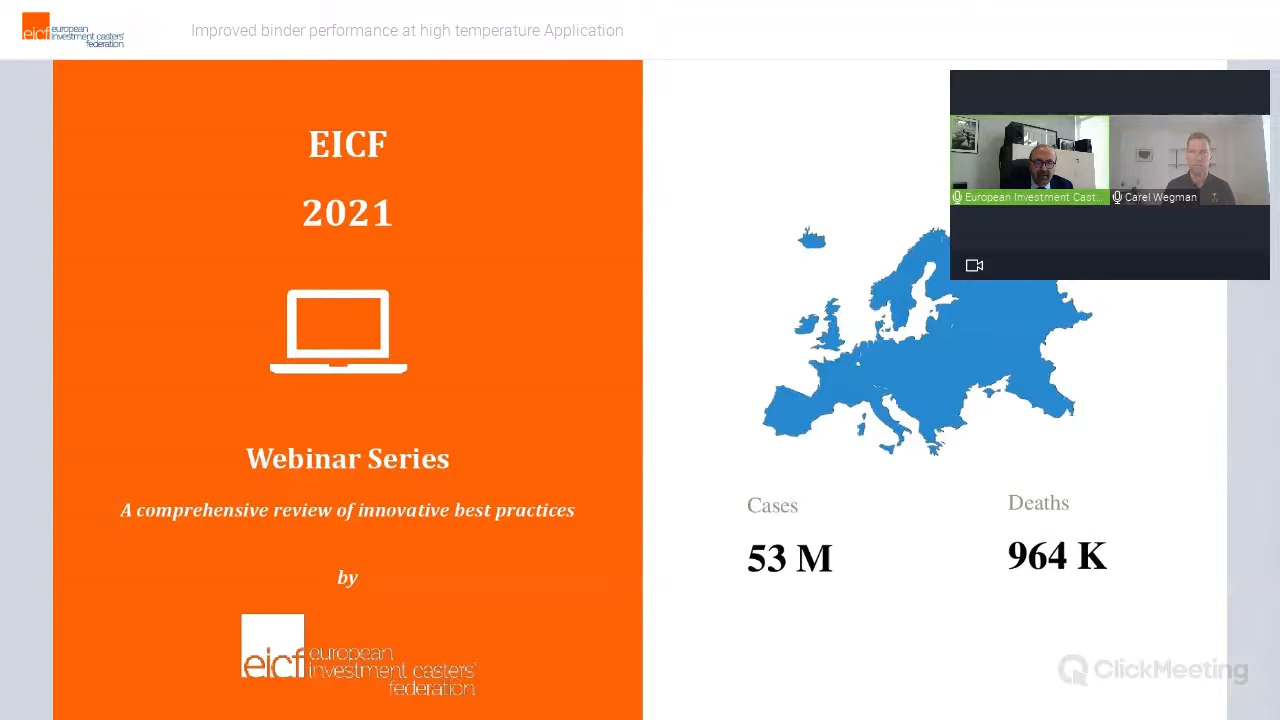 eicf european
investment casters'
federation.
Improved binder performance at high temperature Application
EICF
2021
Webinar Series
A comprehensive review of innovative best practices
by
eicf european
investment casters'
federation.
European Investment Cast...
Carel Wegman
Cases
Deaths
53 M
964 K
ClickMeeting